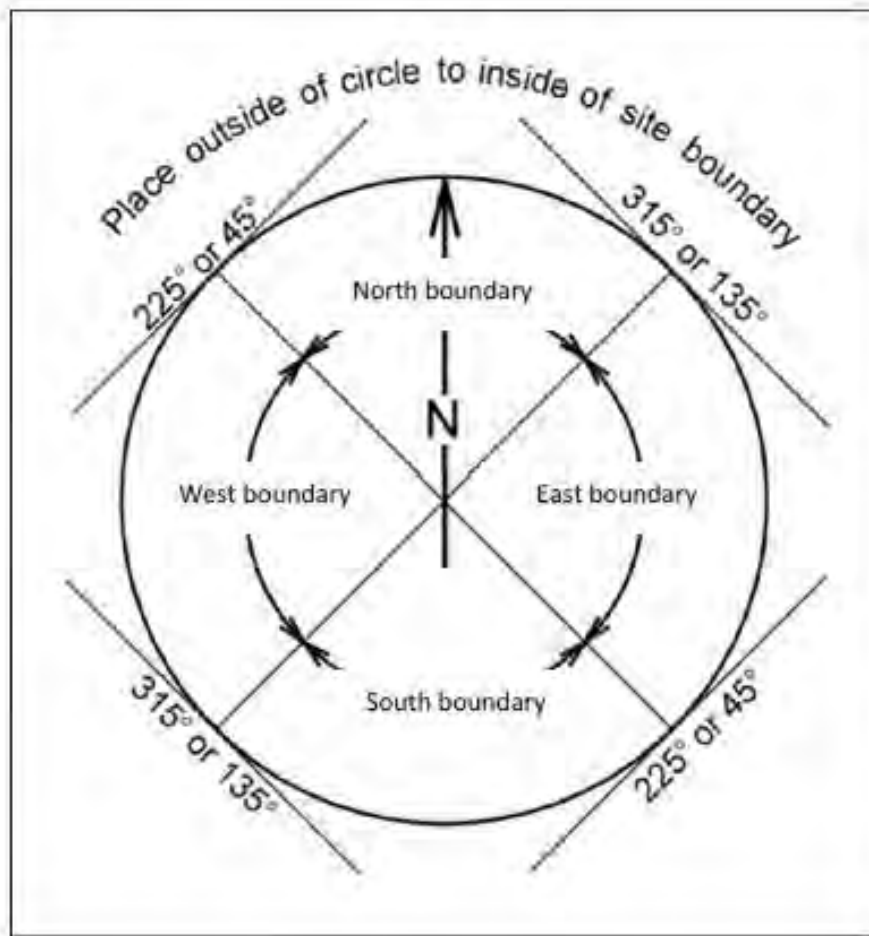 Place outside of circle to inside of site boundary
225° or 45°
315° or 135°
North boundary
N
West boundary
East boundary
South boundary
315° or 135°
225° or 45°